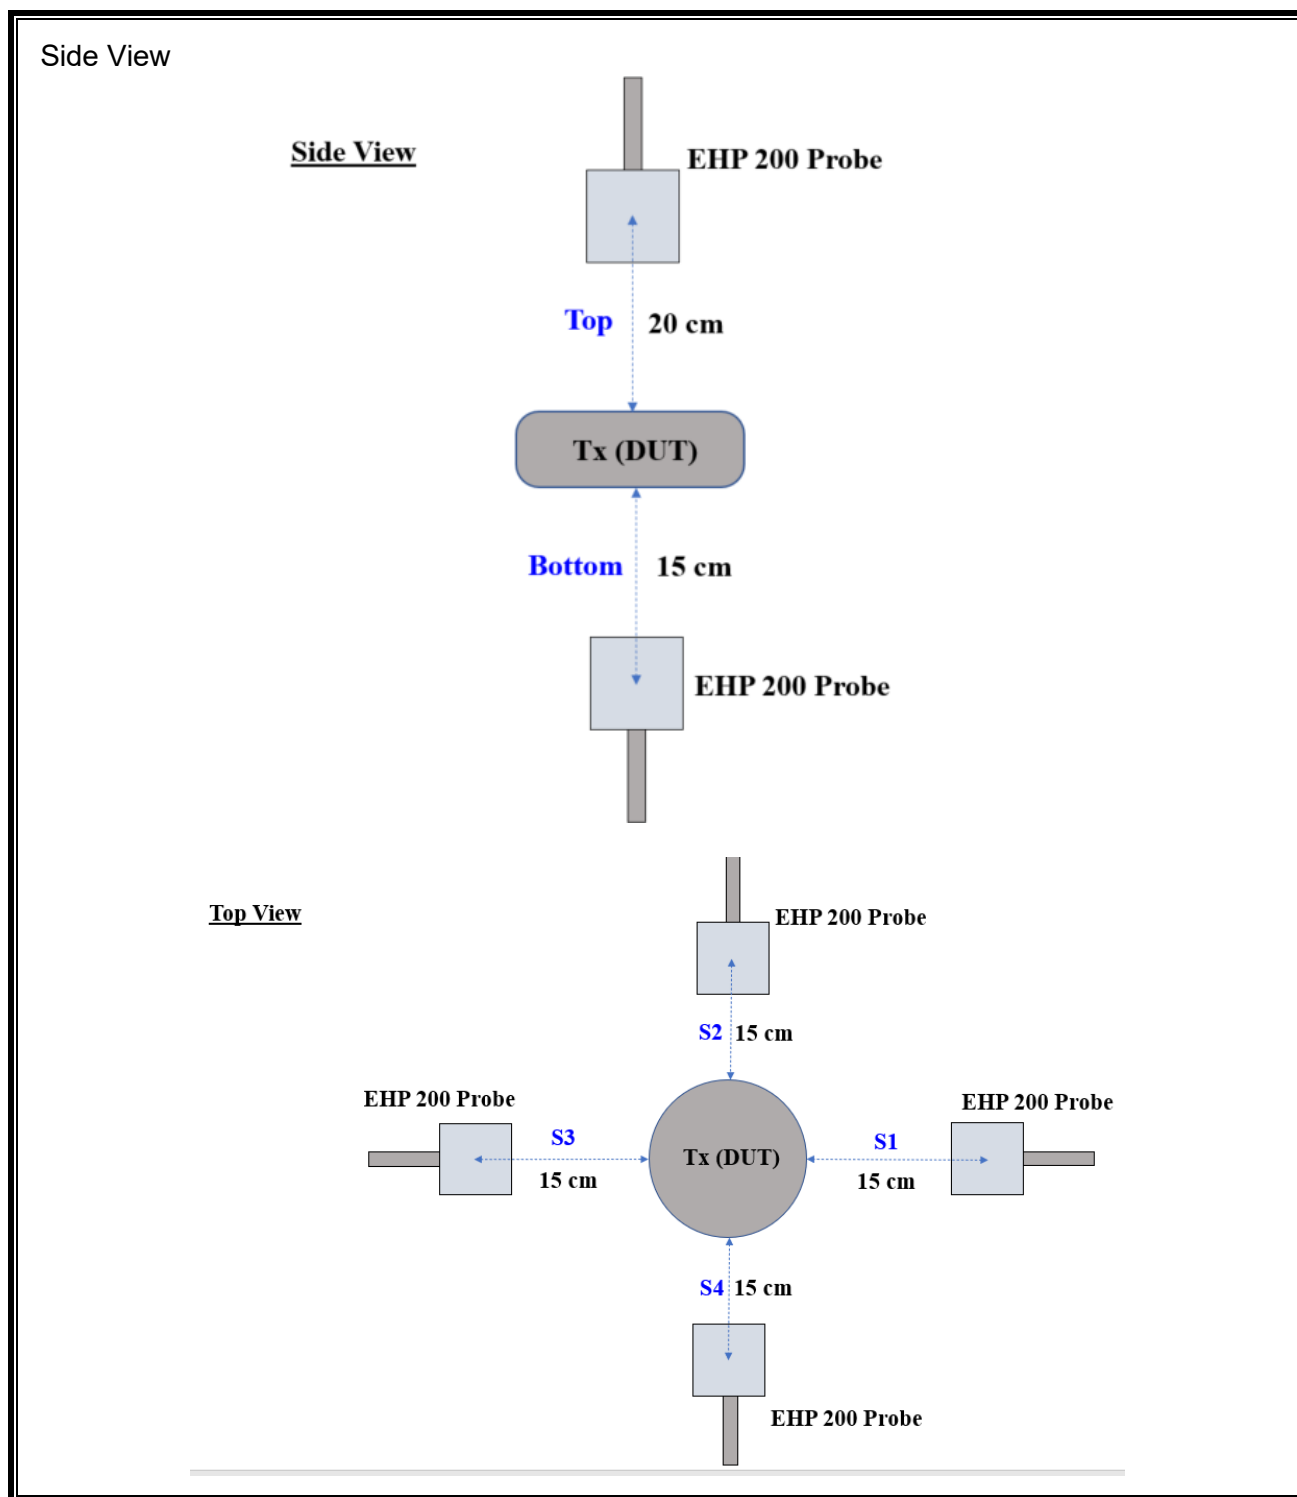 Side View
Side View
EHP 200 Probe
Top 20 cm
Tx (DUT)
Bottom 15 cm
EHP 200 Probe
Top View
EHP 200 Probe
S2 15 cm
EHP 200 Probe
EHP 200 Probe
S3
S1
Tx (DUT)
15 cm
15 cm
S4 15 cm
EHP 200 Probe